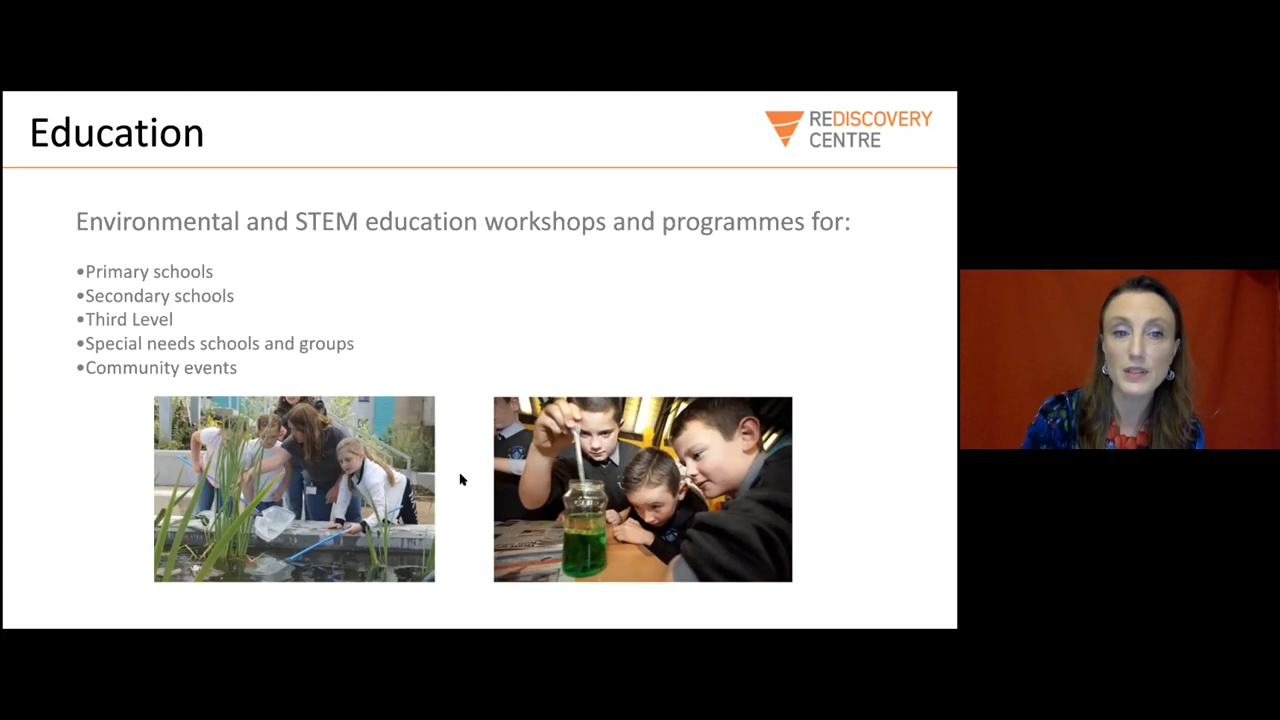 Education
REDISCOVERY
CENTRE
Environmental and STEM education workshops and programmes for:
•Primary schools
•Secondary schools
•Third Level
•Special needs schools and groups
•Community events